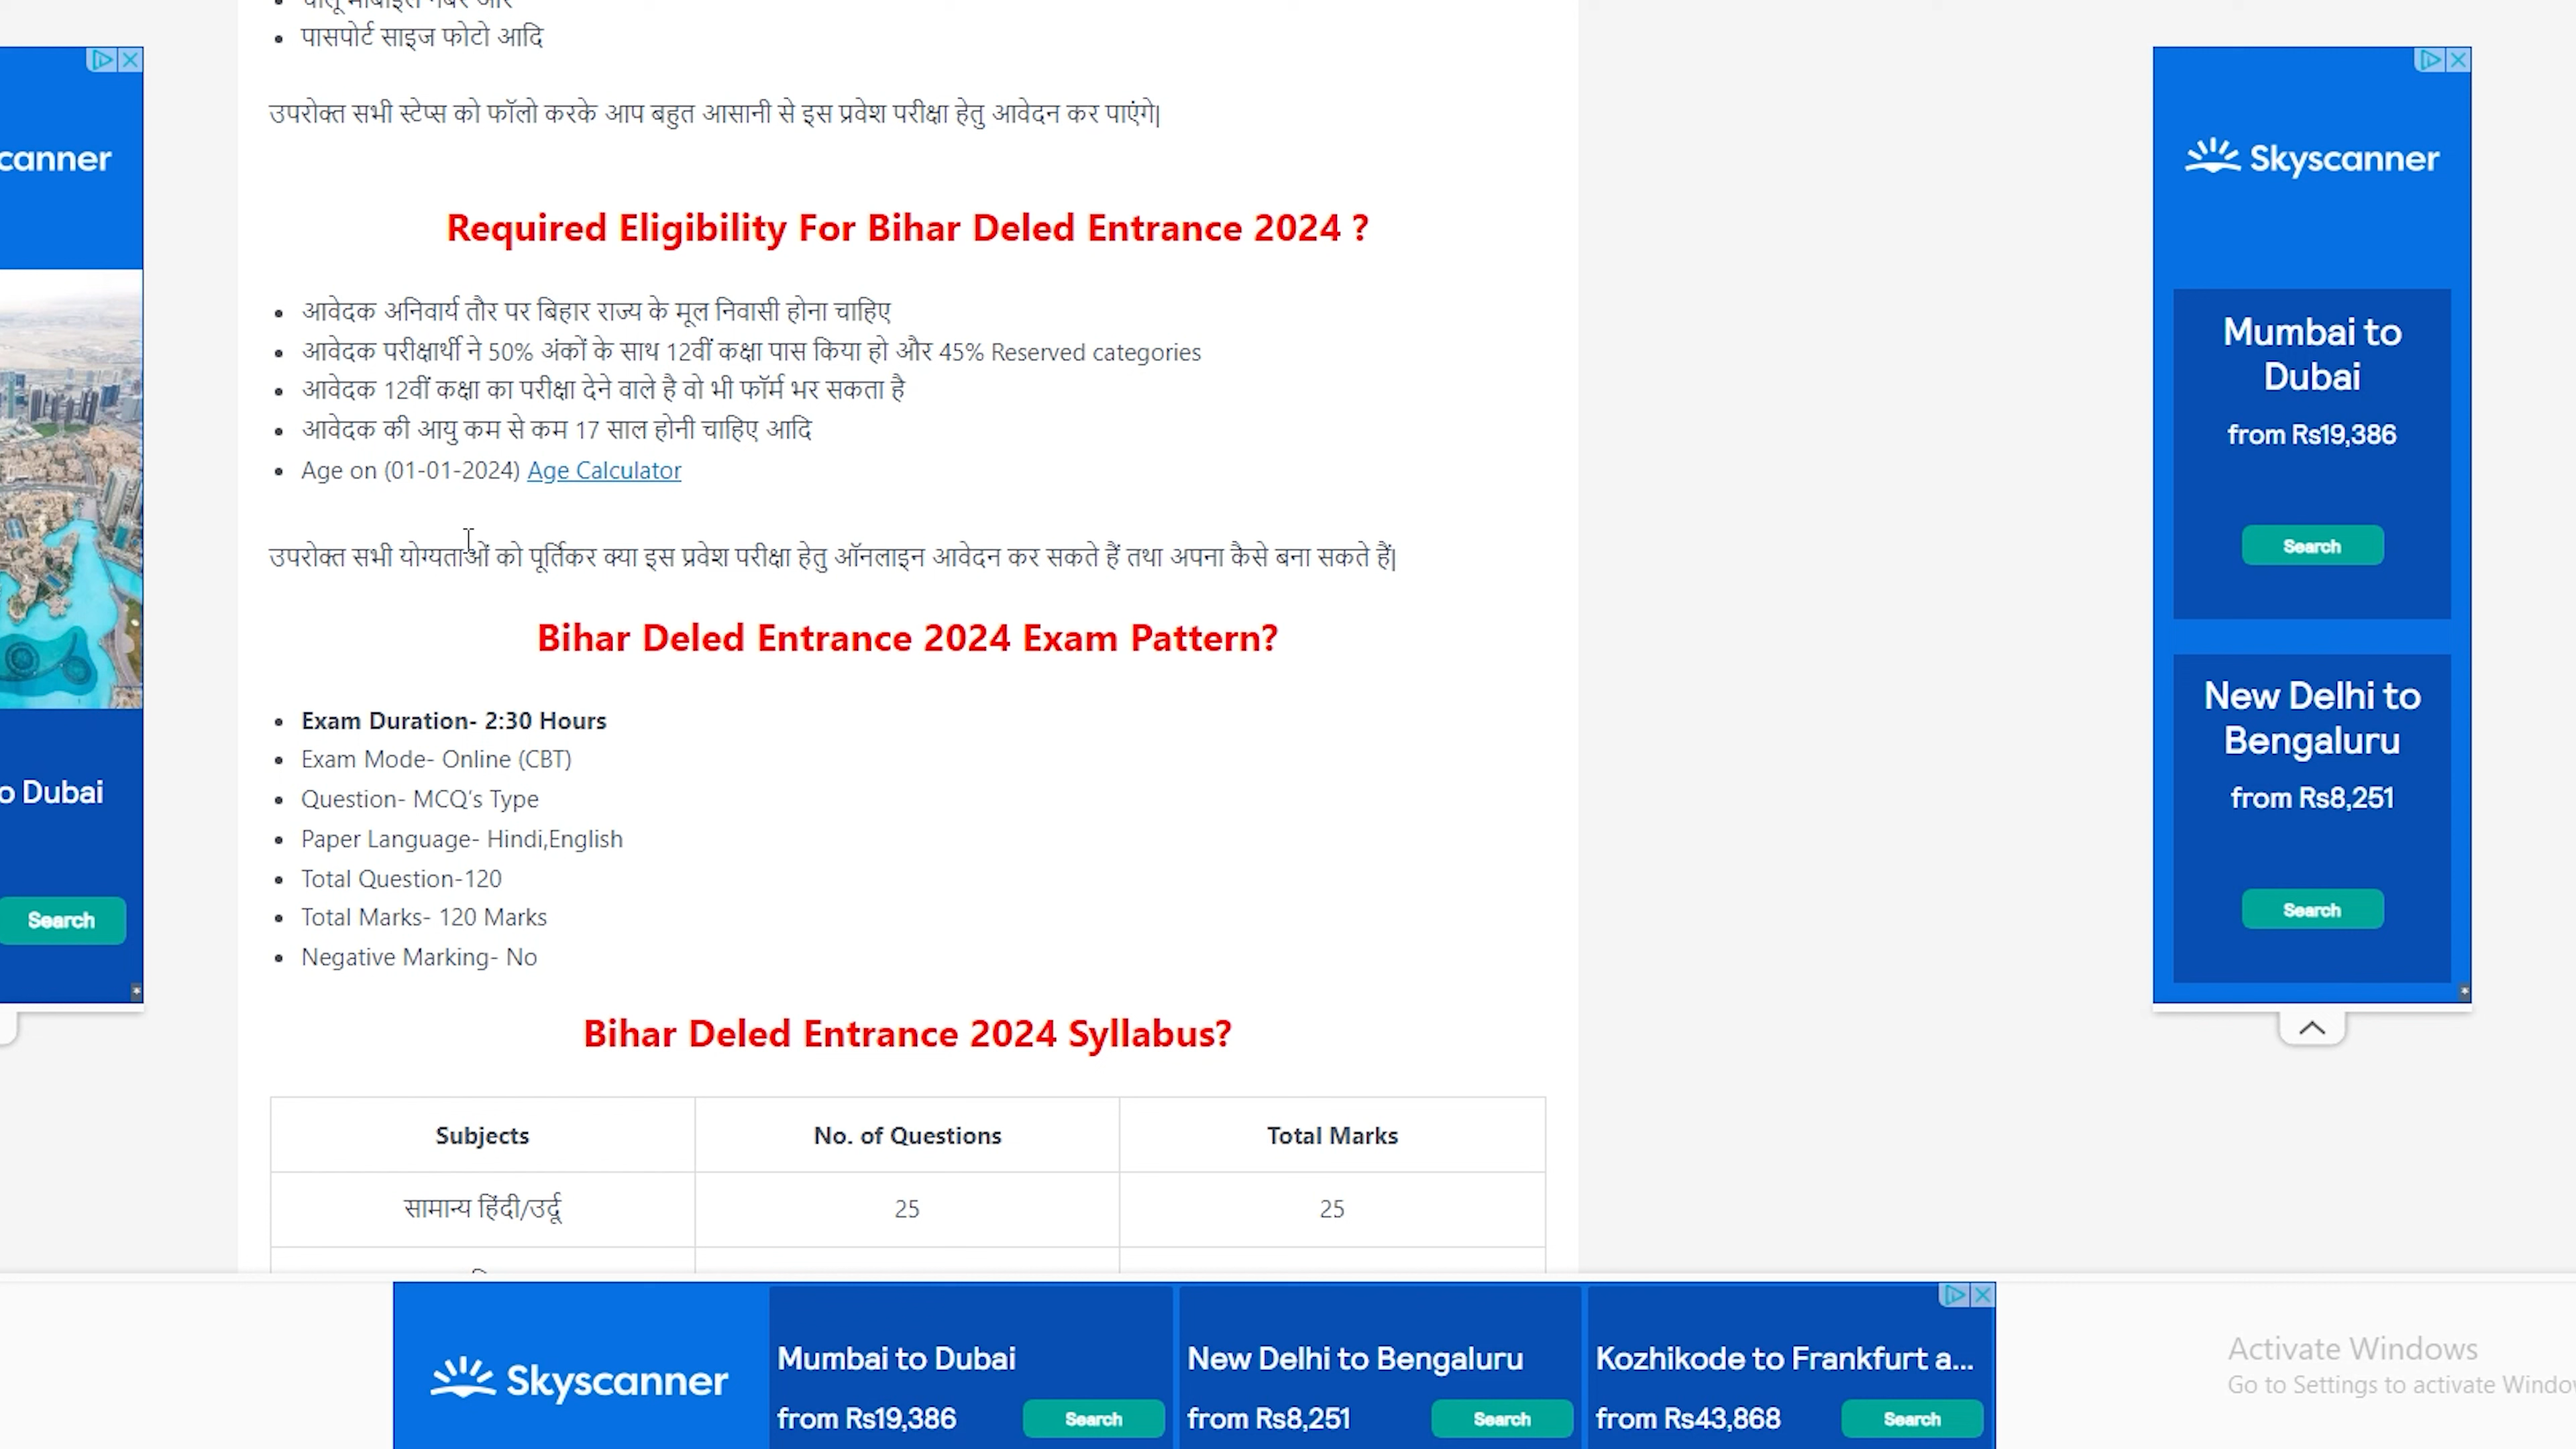 पासपोर्ट साइज फोटो आदि
उपरोक्त सभी स्टेप्स को फॉलो करके आप बहुत आसानी से इस प्रवेश परीक्षा हेतु आवेदन कर पाएंगे|
Required Eligibility For Bihar Deled Entrance 2024 ?
आवेदक अनिवार्य तौर पर बिहार राज्य के मूल निवासी होना चाहिए
आवेदक परीक्षार्थी ने 50% अंकों के साथ 12वीं कक्षा पास किया हो और 45% Reserved categories
आवेदक 12वीं कक्षा का परीक्षा देने वाले है वो भी फॉर्म भर सकता है
आवेदक की आयु कम से कम 17 साल होनी चाहिए आदि
Age on (01-01-2024) Age Calculator
उपरोक्त सभी योग्यताओं को पूर्तिकर क्या इस प्रवेश परीक्षा हेतु ऑनलाइन आवेदन कर सकते हैं तथा अपना कैसे बना सकते हैं|
Bihar Deled Entrance 2024 Exam Pattern?
Exam Duration- 2:30 Hours
Exam Mode- Online (CBT)
Question- MCQ’s Type
Paper Language- Hindi,English
Total Question-120
Total Marks- 120 Marks
Negative Marking- No
Bihar Deled Entrance 2024 Syllabus?
Subjects No. of Questions Total Marks
सामान्य हिंदी/उर्दू 25 25
canner
o Dubai
Search
Skyscanner
Mumbai to
Dubai
from Rs19,386
Search
New Delhi to
Bengaluru
from Rs8,251
Search
Skyscanner
Mumbai to Dubai
from Rs19,386
Search
New Delhi to Bengaluru
from Rs8,251
Search
Kozhikode to Frankfurt a...
from Rs43,868
Search
Activate Windows
Go to Settings to activate Windo